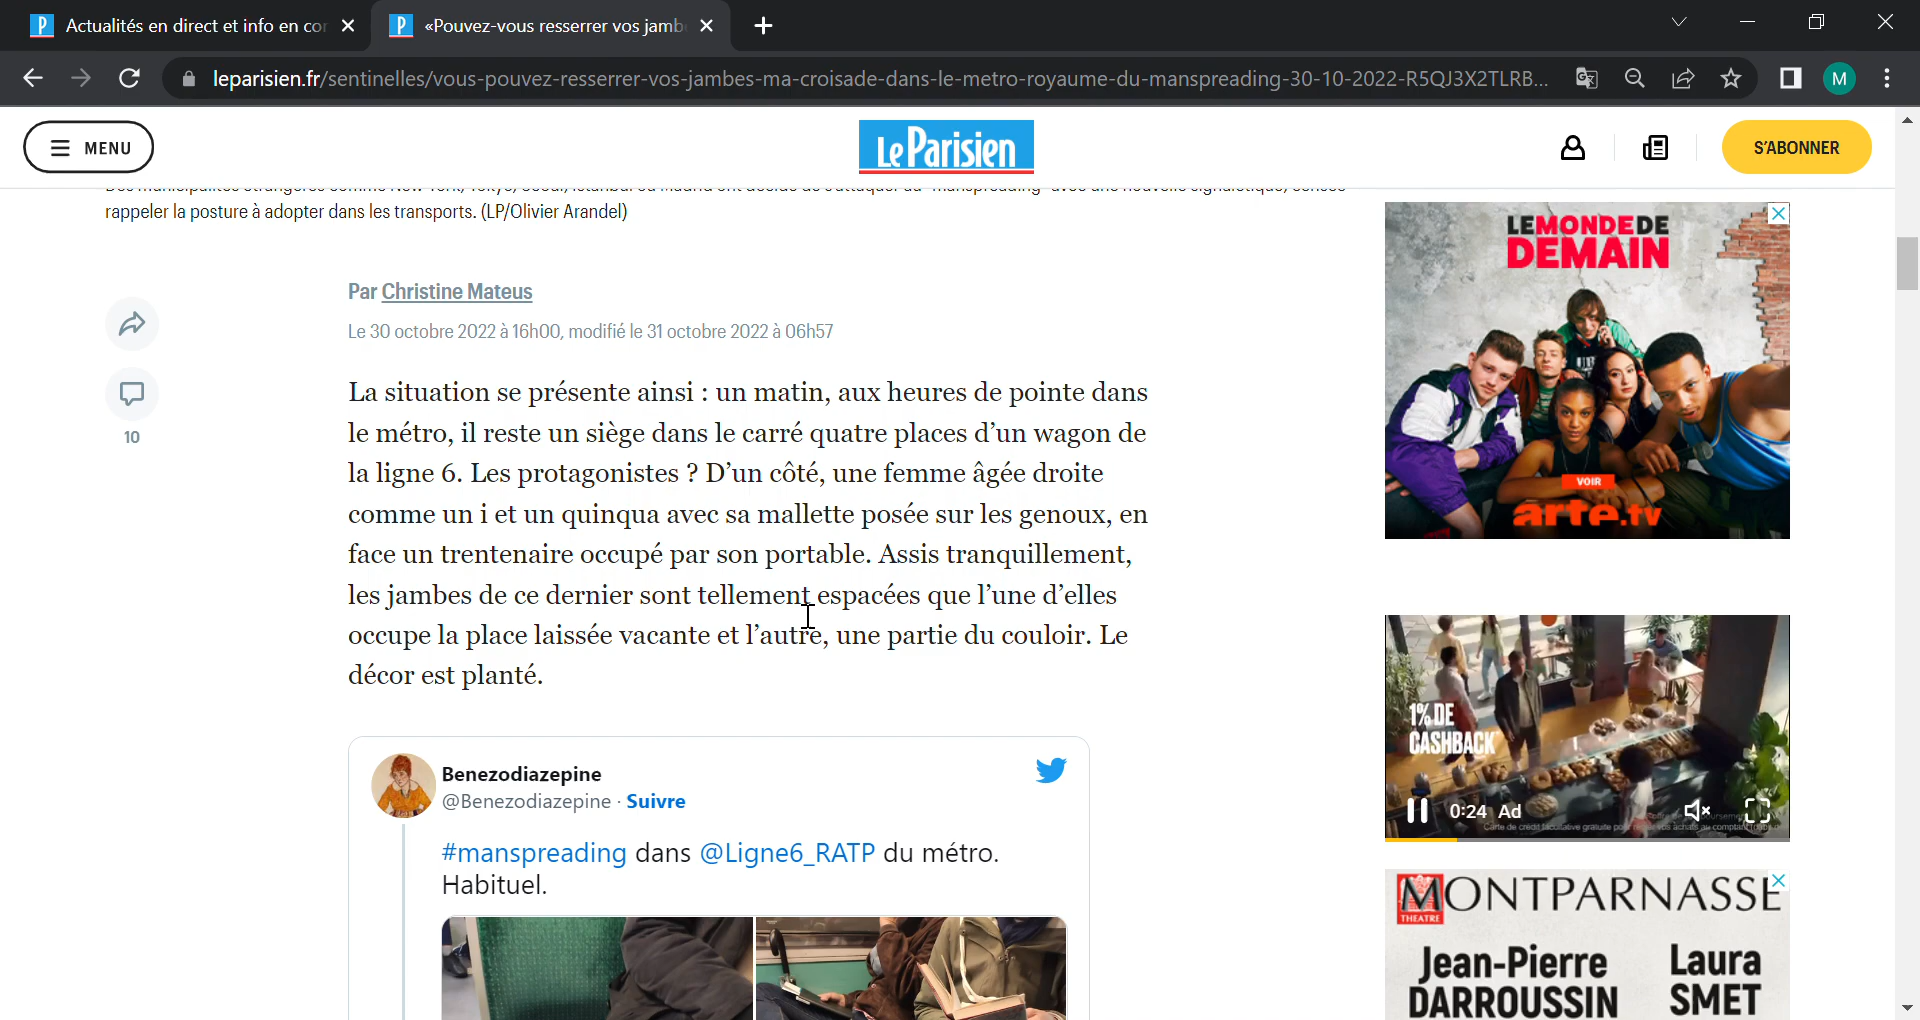 Actualités en direct et info en cor
«Pouvez-vous resserrer vos jamb
leparisien.fr/sentinelles/vous-pouvez-resserrer-vos-jambes-ma-croisade-dans-le-metro-royaume-du-manspreading-30-10-2022-R5QJ3X2TLRB...
M
MENU
Le Parisien
S'ABONNER
rappeler la posture à adopter dans les transports. (LP/Olivier Arandel)
Par Christine Mateus
Le 30 octobre 2022 à 16h00, modifié le 31 octobre 2022 à 06h57
10
La situation se présente ainsi : un matin, aux heures de pointe dans
le métro, il reste un siège dans le carré quatre places d'un wagon de
la ligne 6. Les protagonistes ? D'un côté, une femme âgée droite
comme un i et un quinqua avec sa mallette posée sur les genoux, en
face un trentenaire occupé par son portable. Assis tranquillement,
les jambes de ce dernier sont tellement espacées que l'une d'elles
occupe la place laissée vacante et l'autre, une partie du couloir. Le
décor est planté.
Benezodiazepine
@Benezodiazepine · Suivre
#manspreading dans @Ligne6_RATP du métro.
Habituel.
LE MONDE DE
DEMAIN
VOIR
arte.tv
1% DE
CASHBACK
0:24 Ad
MONTPARNASSE
THEATRE
Jean-Pierre
DARROUSSIN
Laura
SMET